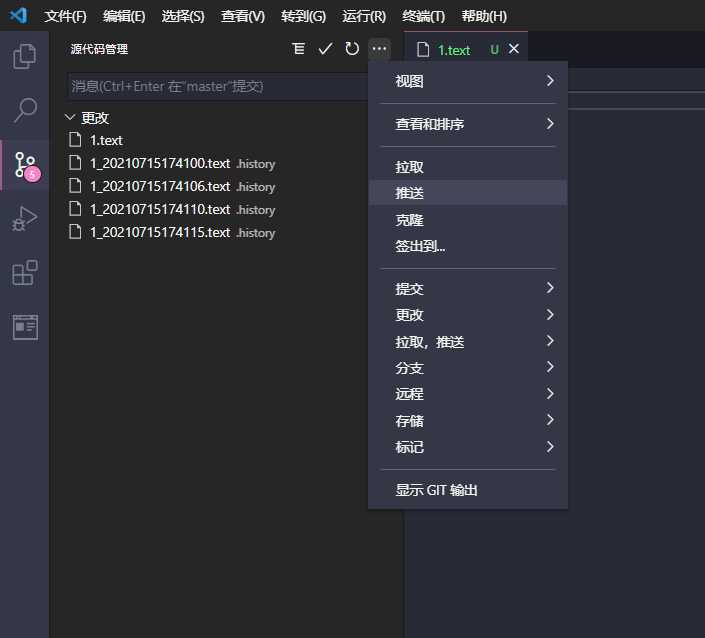 文件(F) 编辑(E) 选择(S) 查看(V) 转到(G) 运行(R) 终端(T) 帮助(H)
源代码管理
1.text U
消息(Ctrl+Enter 在"master"提交)
更改
1.text
1_20210715174100.text .history
1_20210715174106.text .history
1_20210715174110.text .history
1_20210715174115.text .history
5
视图
查看和排序
拉取
推送
克隆
签出到...
提交
更改
拉取，推送
分支
远程
存储
标记
显示 GIT 输出